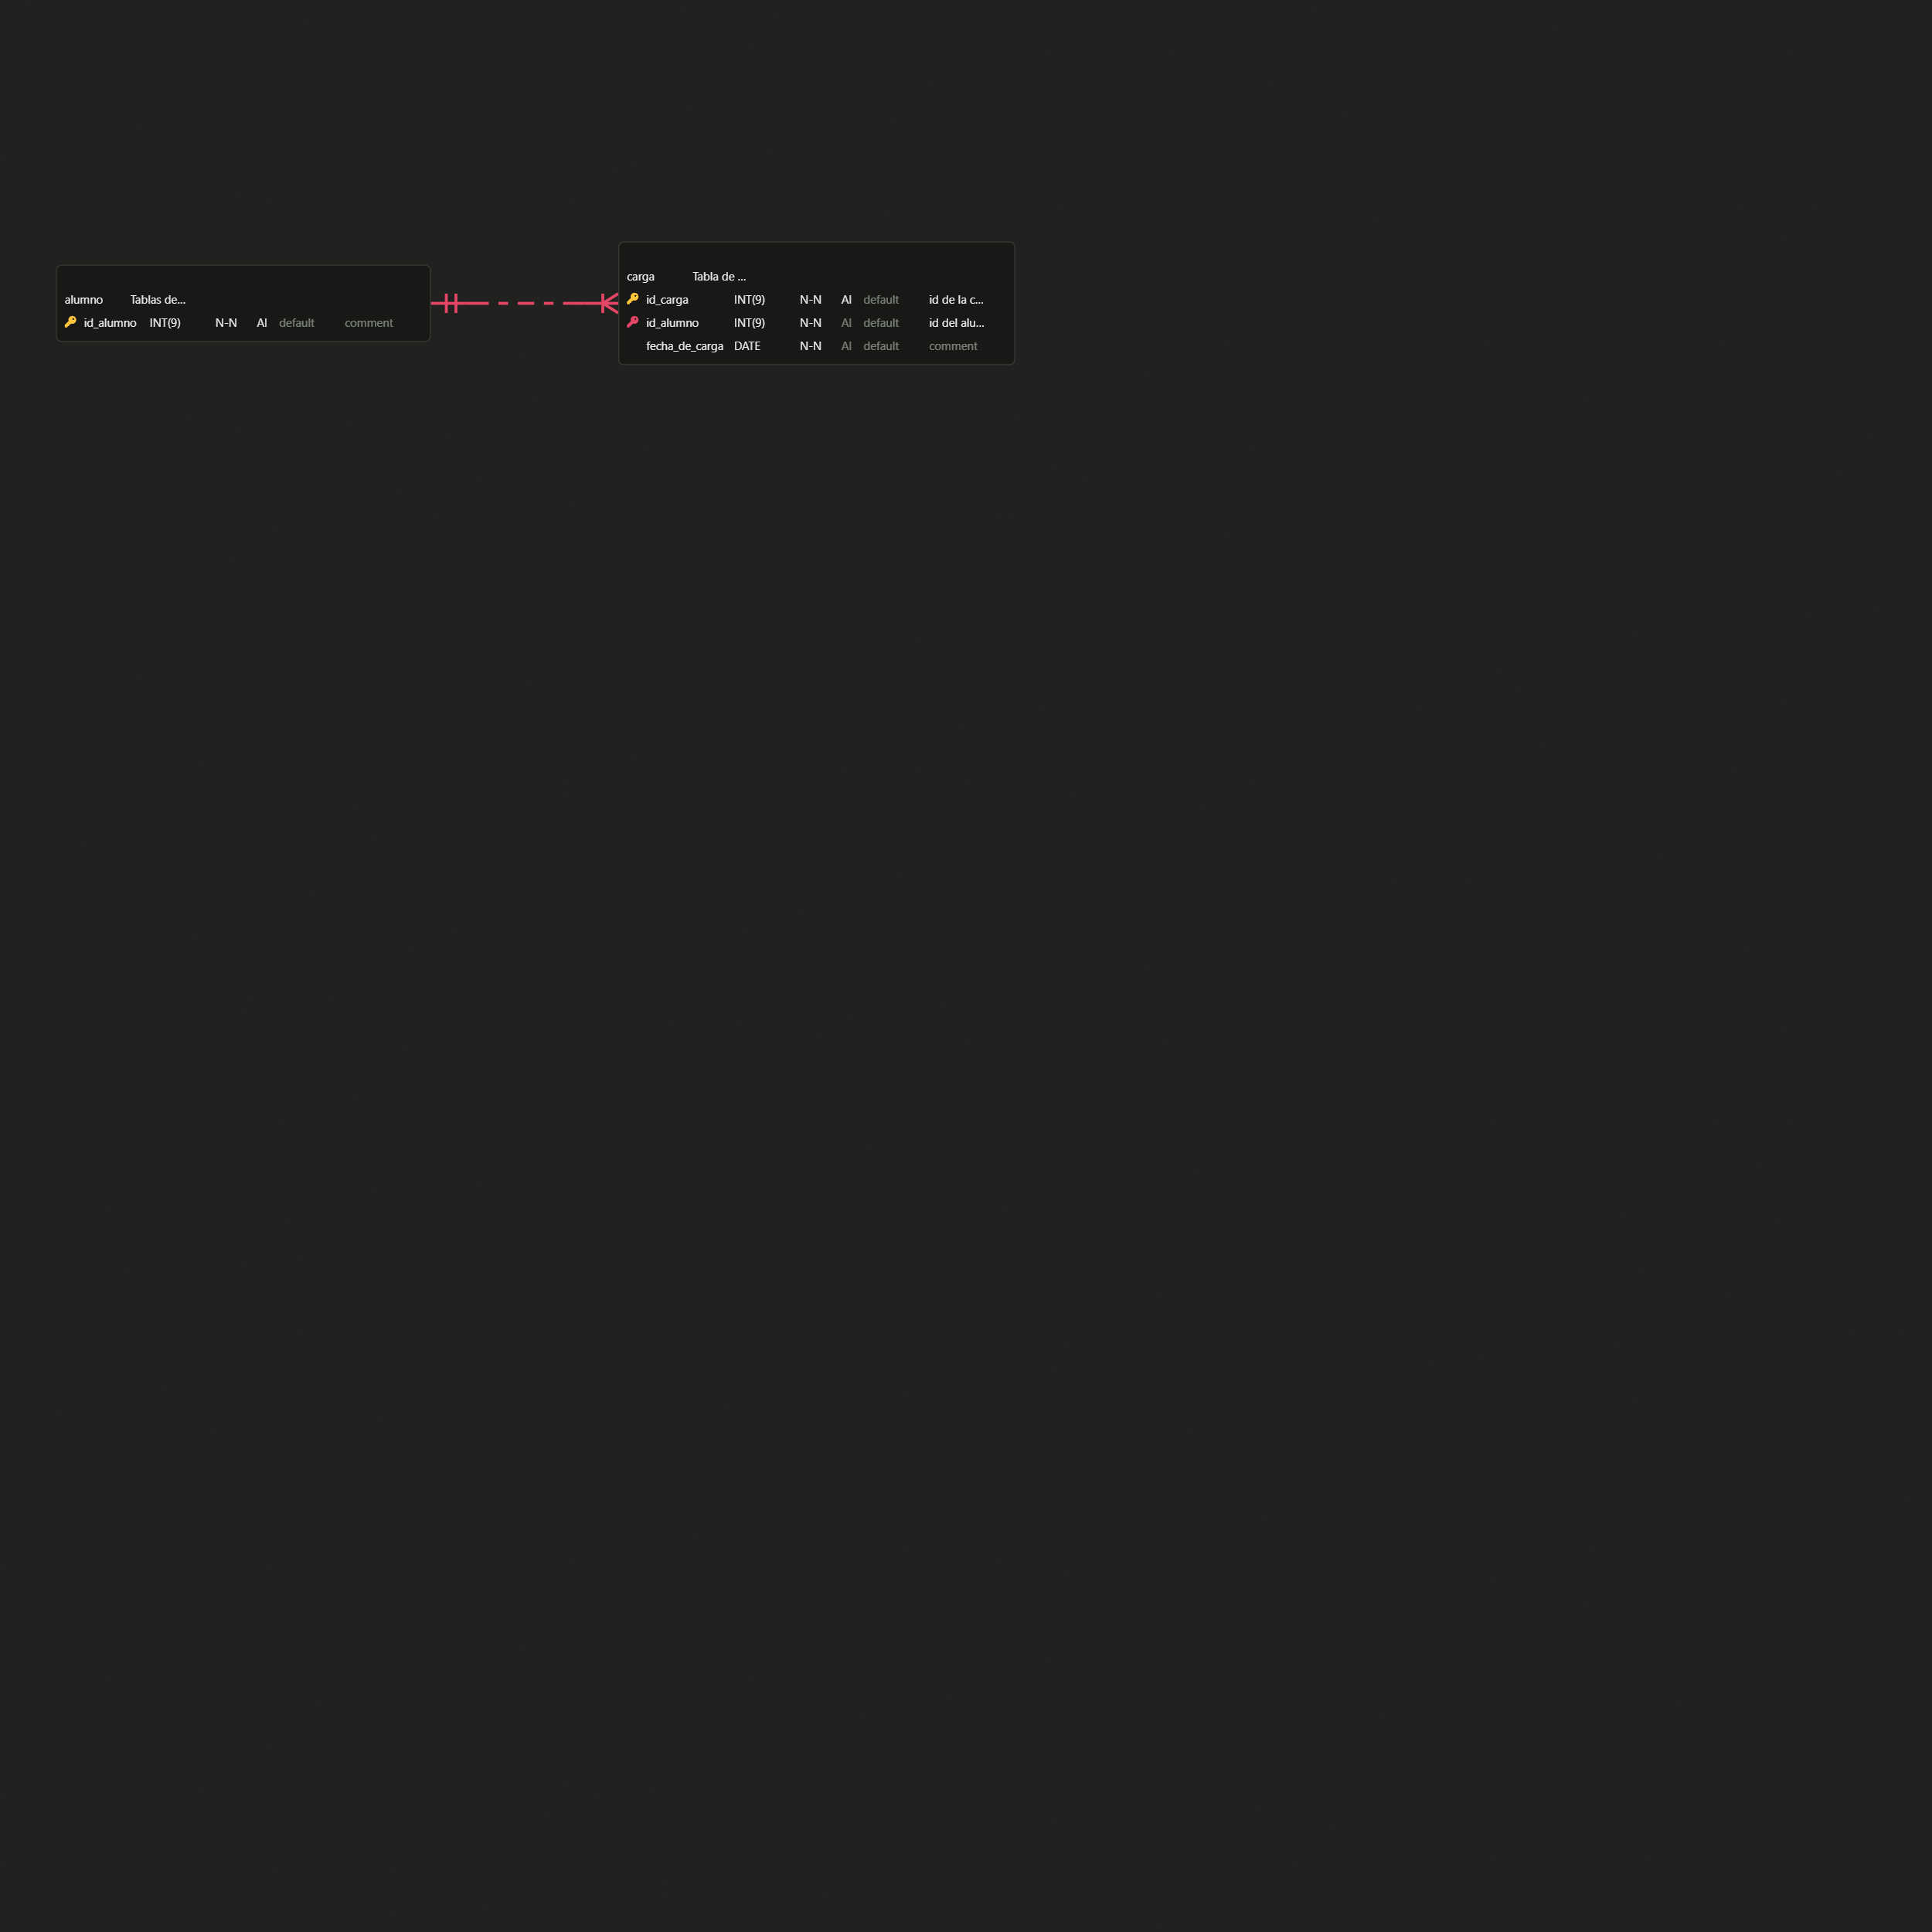 alumno Tablas de...
id_alumno INT(9) N-N AI default comment
carga Tabla de ...
id_carga INT(9) N-N AI default id de la c...
id_alumno INT(9) N-N AI default id del alu...
fecha_de_carga DATE N-N AI default comment